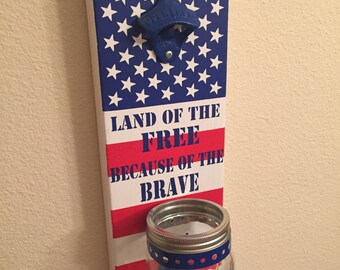 LAND OF THE
FREE
BECAUSE OF THE
BRAVE